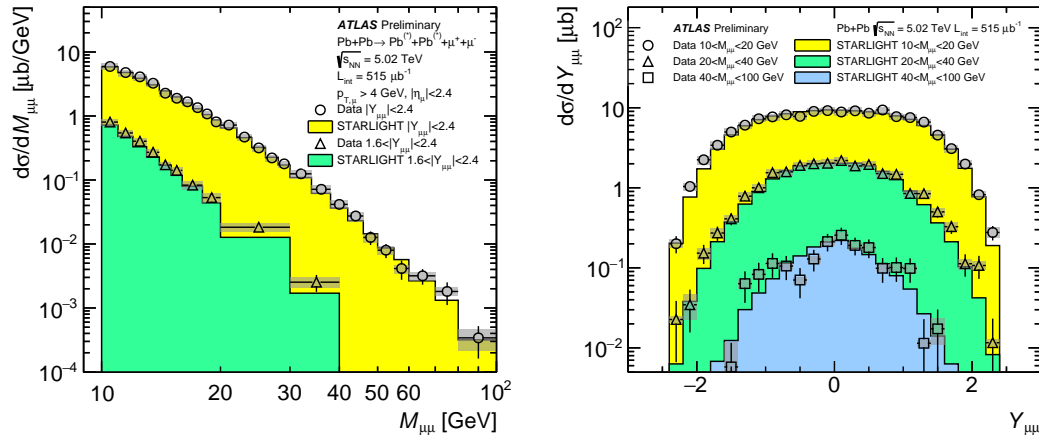 ATLAS Preliminary
Pb+Pb→ Pb(*)+Pb(*)+μ++μ-
√sNN = 5.02 TeV
Lint = 515 μb-1
pT,μ > 4 GeV, |ημ|<2.4
Data |Yμμ|<2.4
STARLIGHT |Yμμ|<2.4
Data 1.6<|Yμμ|<2.4
STARLIGHT 1.6<|Yμμ|<2.4
dσ/dMμμ [μb/GeV]
10
1
10−1
10−2
10−3
10−4
10 20 30 40 50 60 102
Mμμ [GeV]
ATLAS Preliminary Pb+Pb √sNN = 5.02 TeV Lint = 515 μb-1
Data 10<Mμμ<20 GeV STARLIGHT 10<Mμμ<20 GeV
Data 20<Mμμ<40 GeV STARLIGHT 20<Mμμ<40 GeV
Data 40<Mμμ<100 GeV STARLIGHT 40<Mμμ<100 GeV
dσ/dYμμ [μb]
102
10
1
10−1
10−2
−2 0 2
Yμμ